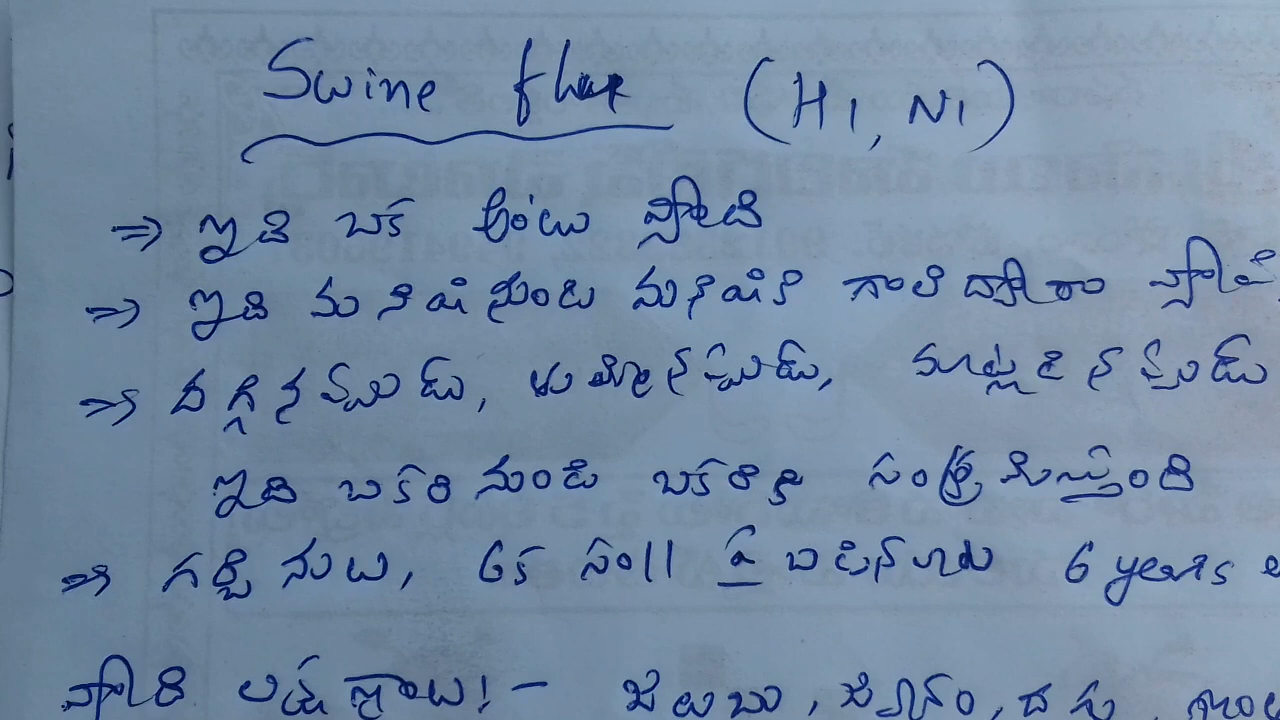 Swine flu (H1, N1)
⇒ ఇది ఒక అంటు వ్యాది
⇒ ఇది మనిషినుండి మనిషికి గాలి ద్వారా వ్యాపి
⇒ దగ్గినప్పుడు, తుమ్మినప్పుడు, మాట్లడినప్పుడు
ఇది ఒకరి నుండి ఒకరికి సంక్రమిస్తుంది
⇒ గర్బినులు, 65 సం|| పై బడినవారు 6 years
వ్యాది లక్షణాలు:- జలుబు, జ్వరం, దగ్గు,